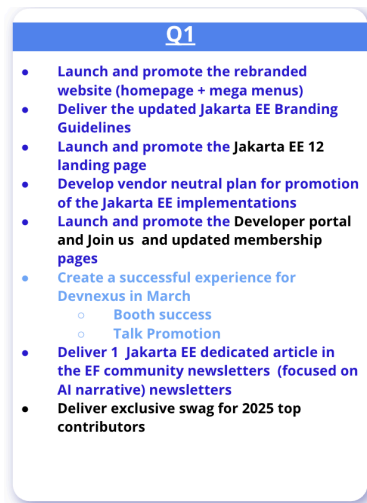 Q1
● Launch and promote the rebranded
website (homepage + mega menus)
● Deliver the updated Jakarta EE Branding
Guidelines
● Launch and promote the Jakarta EE 12
landing page
● Develop vendor neutral plan for promotion
of the Jakarta EE implementations
● Launch and promote the Developer portal
and Join us and updated membership
pages
● Create a successful experience for
Devnexus in March
○ Booth success
○ Talk Promotion
● Deliver 1 Jakarta EE dedicated article in
the EF community newsletters (focused on
AI narrative) newsletters
● Deliver exclusive swag for 2025 top
contributors